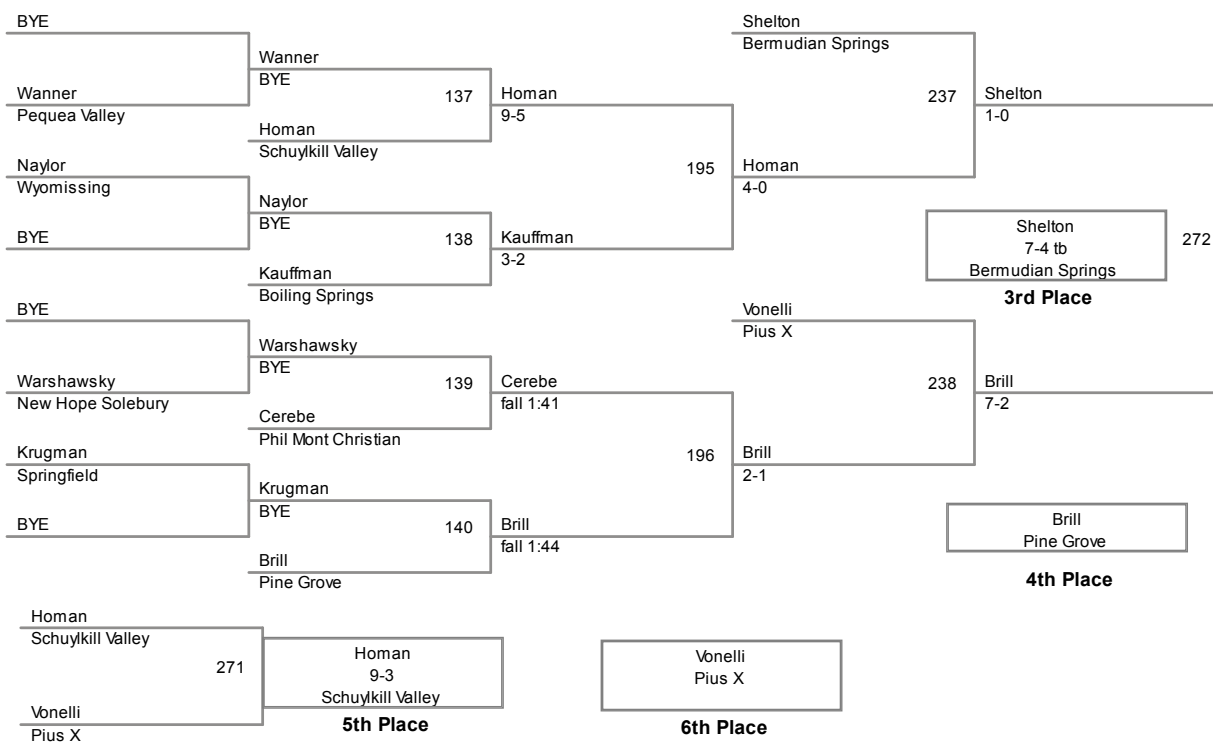 BYE
Wanner
Pequea Valley
Naylor
Wyomissing
BYE
BYE
Warshawsky
New Hope Solebury
Krugman
Springfield
BYE
Wanner
BYE
137
Homan
Schuylkill Valley
Naylor
BYE
138
Kauffman
Boiling Springs
Warshawsky
BYE
139
Cerebe
Phil Mont Christian
Krugman
BYE
140
Brill
Pine Grove
Homan
9-5
195
Kauffman
3-2
Cerebe
fall 1:41
196
Brill
fall 1:44
Shelton
Bermudian Springs
237
Homan
4-0
Vonelli
Pius X
238
Brill
2-1
Shelton
1-0
Shelton
7-4 tb
Bermudian Springs
272
3rd Place
Brill
7-2
Brill
Pine Grove
4th Place
Homan
Schuylkill Valley
271
Vonelli
Pius X
Homan
9-3
Schuylkill Valley
5th Place
Vonelli
Pius X
6th Place